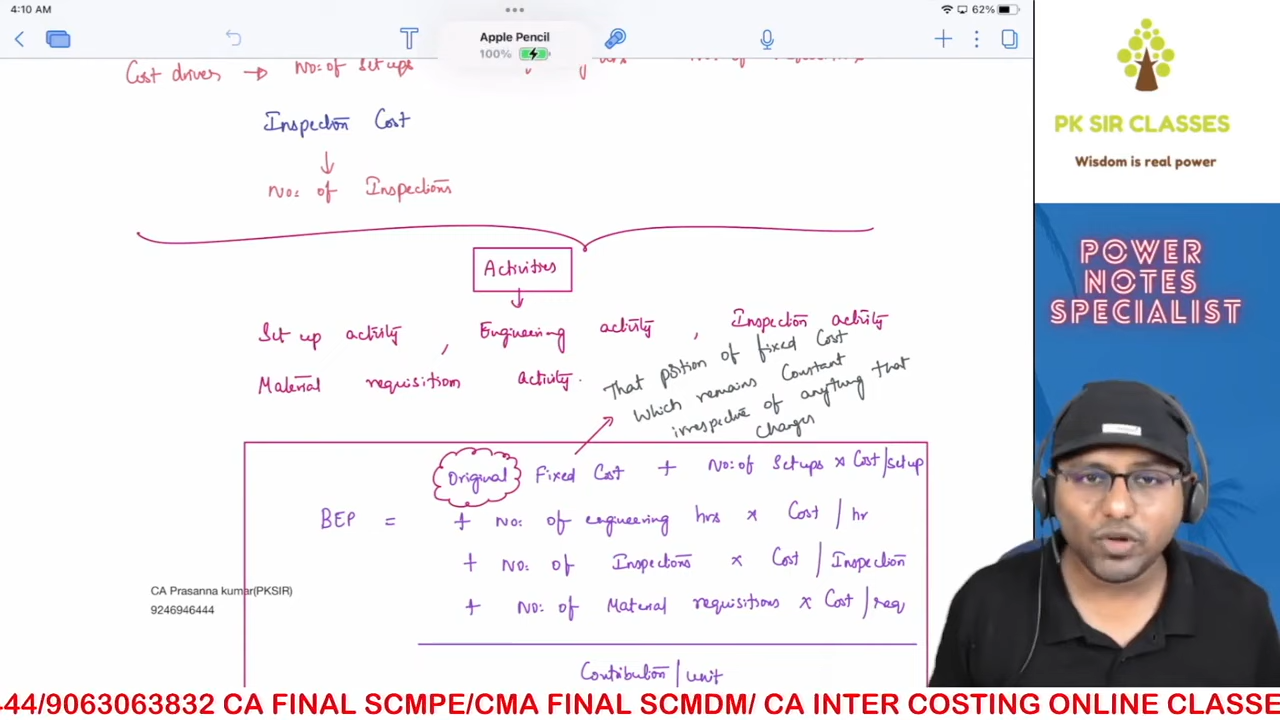 4:10 AM
62%
Apple Pencil
100%
Cost drivers → No: of Set ups
Inspection Cost
↓
No: of Inspections
Activities
↓
Set up activity , Engineering activity , Inspection activity
Material requisition activity.
That portion of fixed Cost
Which remains Constant
irrespective of anything that
changes
Original Fixed Cost + No: of Setups x Cost/setup
BEP = + No: of engineering hrs x Cost / hr
+ No: of Inspections x Cost / Inspection
+ No: of Material requisitions x Cost / req
Contribution / unit
CA Prasanna kumar(PKSIR)
9246946444
PK SIR CLASSES
Wisdom is real power
POWER
NOTES
SPECIALIST
44/9063063832 CA FINAL SCMPE/CMA FINAL SCMDM/ CA INTER COSTING ONLINE CLASSE